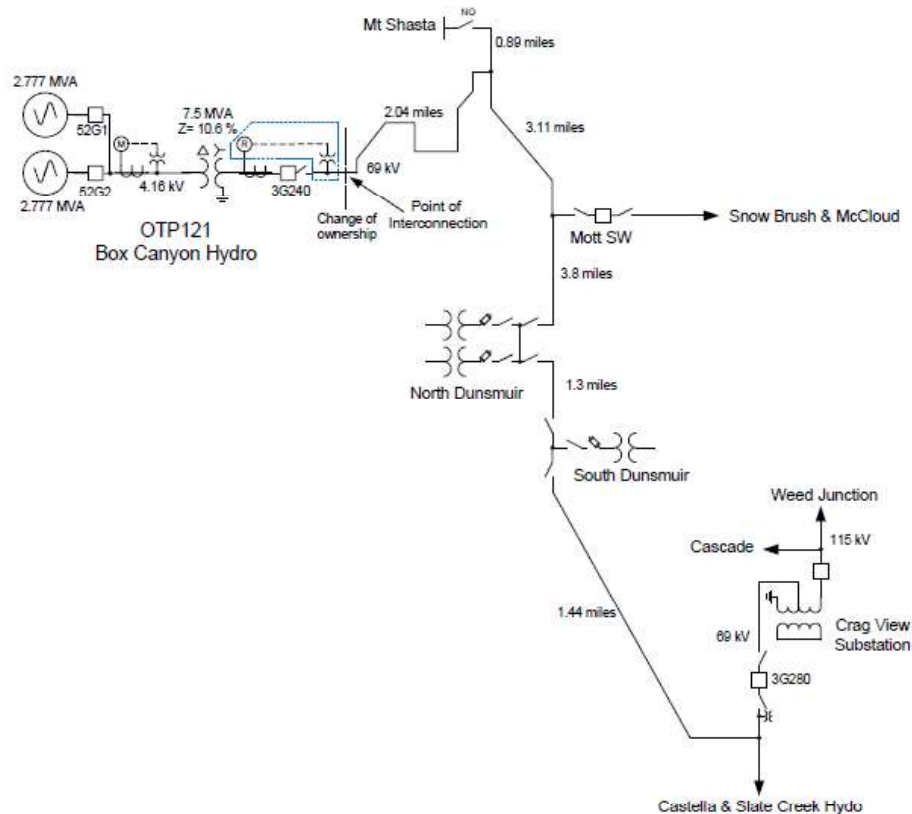 Mt Shasta
NO
0.89 miles
2.777 MVA
52G1
7.5 MVA
Z= 10.6 %
2.04 miles
M
R
3.11 miles
52G2
4.16 kV
3G240
69 kV
2.777 MVA
Change of
ownership
Point of
Interconnection
OTP121
Box Canyon Hydro
Mott SW
Snow Brush & McCloud
3.8 miles
North Dunsmuir
1.3 miles
South Dunsmuir
Weed Junction
Cascade
115 kV
1.44 miles
69 kV
Crag View
Substation
3G280
Castella & Slate Creek Hydo